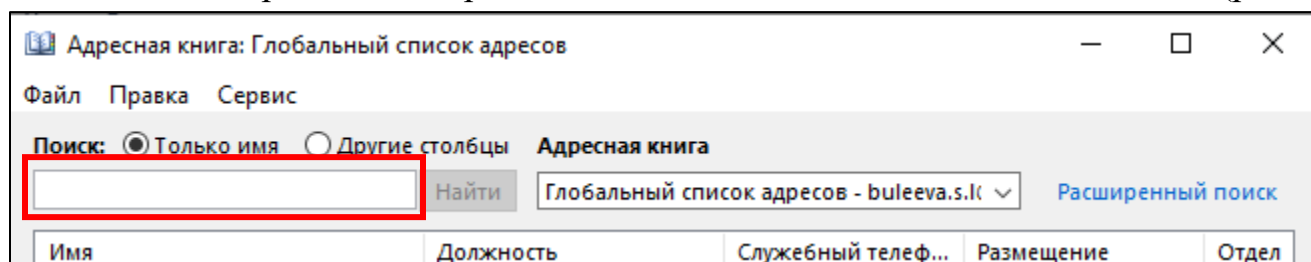 Адресная книга: Глобальный список адресов
Файл Правка Сервис
Поиск: Только имя Другие столбцы Адресная книга
Найти Глобальный список адресов - buleeva.s.l( Расширенный поиск
Имя Должность Служебный телеф... Размещение Отдел